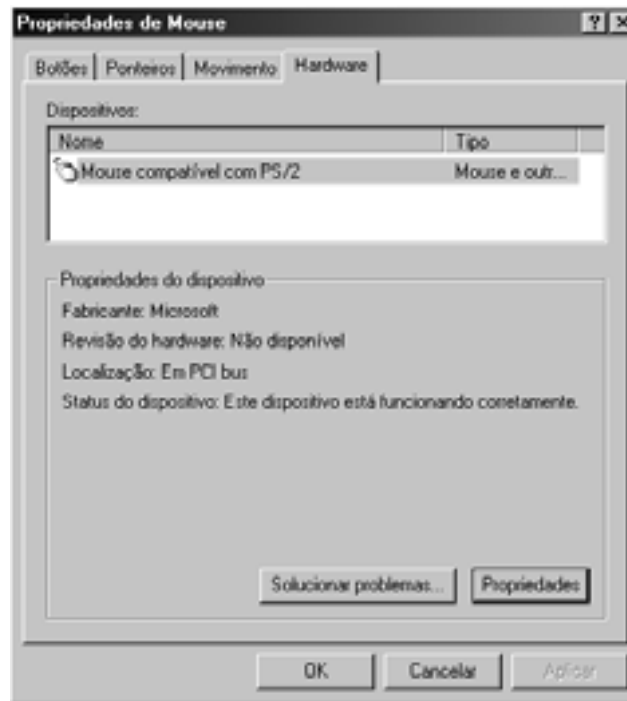 Propriedades de Mouse
Botões Ponteiros Movimento Hardware
Dispositivos:
Nome Tipo
Mouse compatível com PS/2 Mouse e outr...
Propriedades do dispositivo
Fabricante: Microsoft
Revisão do hardware: Não disponível
Localização: Em PCI bus
Status do dispositivo: Este dispositivo está funcionando corretamente.
Solucionar problemas... Propriedades
OK Cancelar Aplicar